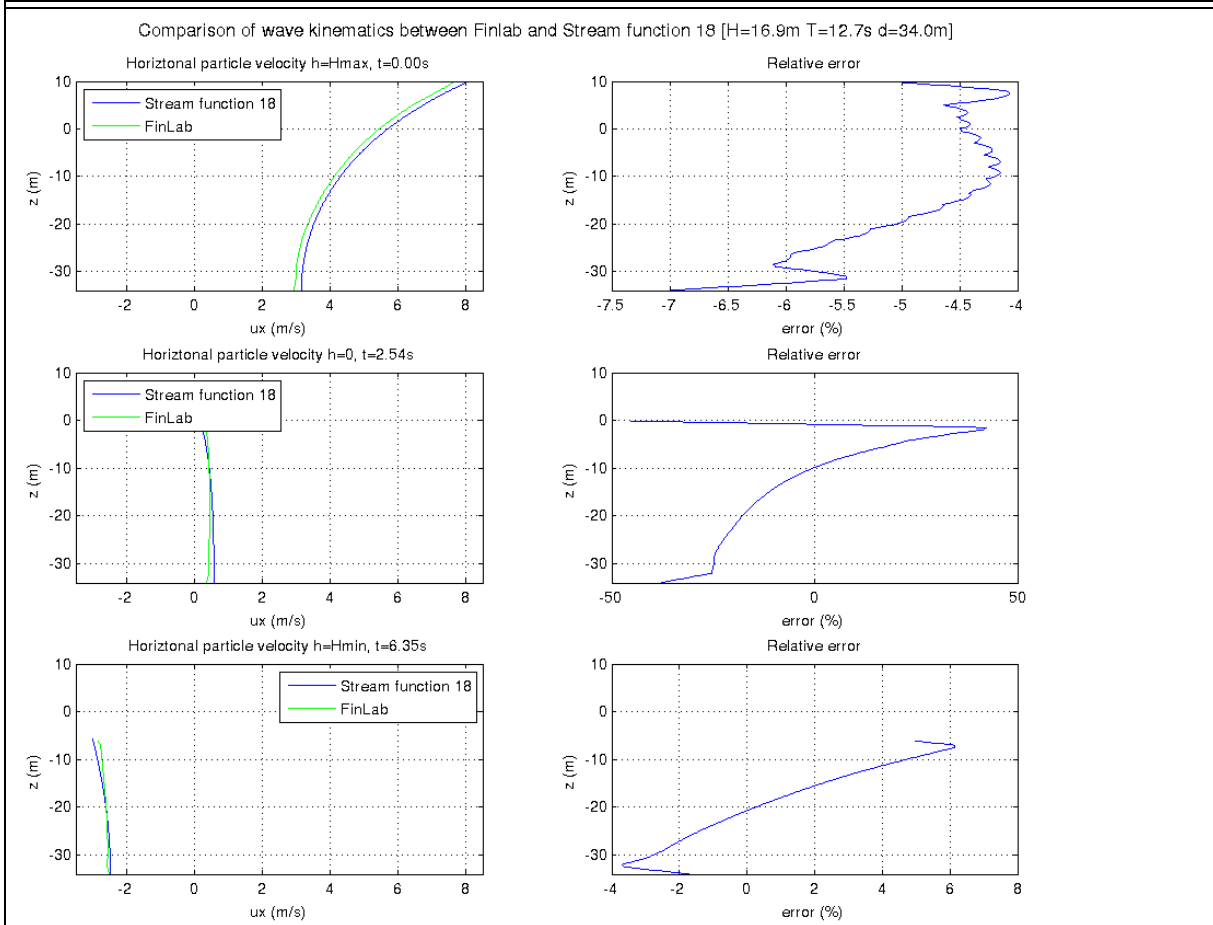 Comparison of wave kinematics between Finlab and Stream function 18 [H=16.9m T=12.7s d=34.0m]
Horiztonal particle velocity h=Hmax, t=0.00s
10
0
-10
-20
-30
z (m)
Stream function 18
FinLab
-2 0 2 4 6 8
ux (m/s)
Relative error
10
0
-10
-20
-30
z (m)
-7.5 -7 -6.5 -6 -5.5 -5 -4.5 -4
error (%)
Horiztonal particle velocity h=0, t=2.54s
10
0
-10
-20
-30
z (m)
Stream function 18
FinLab
-2 0 2 4 6 8
ux (m/s)
Relative error
10
0
-10
-20
-30
z (m)
-50 0 50
error (%)
Horiztonal particle velocity h=Hmin, t=6.35s
10
0
-10
-20
-30
z (m)
Stream function 18
FinLab
-2 0 2 4 6 8
ux (m/s)
Relative error
10
0
-10
-20
-30
z (m)
-4 -2 0 2 4 6 8
error (%)